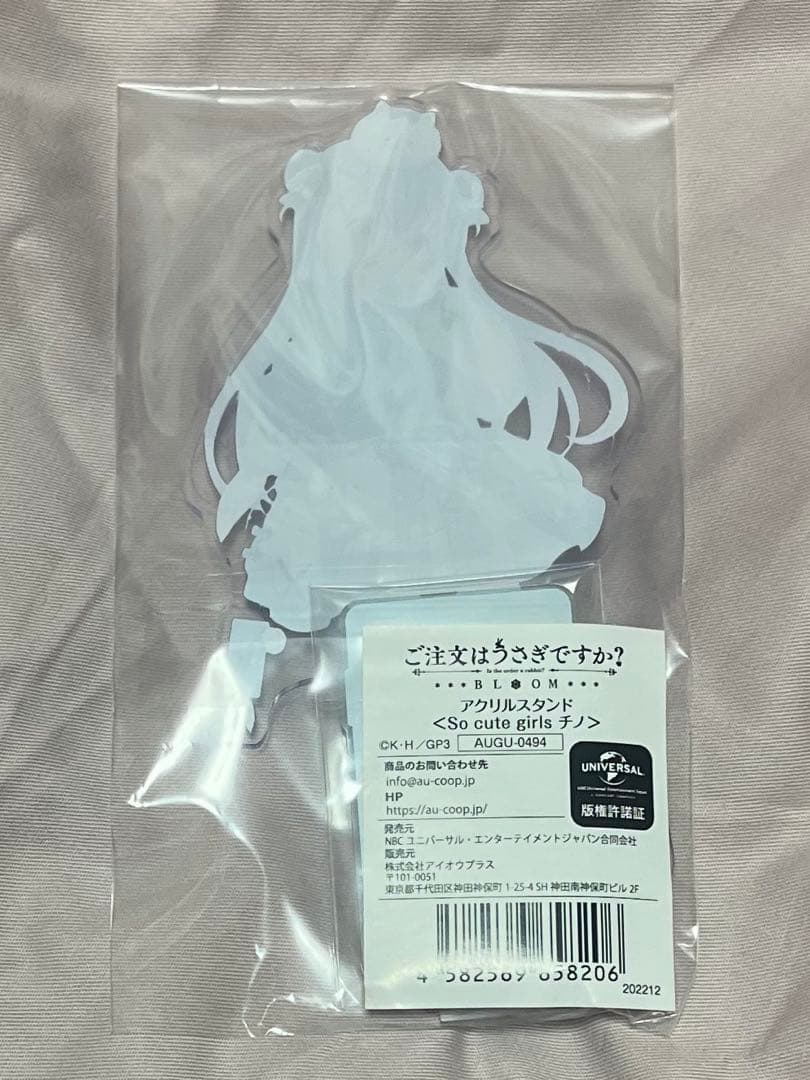 ご注文はうさぎですか?
Is the order a rabbit?
BLOOM
アクリルスタンド
<So cute girls チノ>
©K・H/GP3 AUGU-0494
商品のお問い合わせ先
info@au-coop.jp
HP
https://au-coop.jp/
UNIVERSAL
版権許諾証
発売元
NBC ユニバーサル・エンターテイメントジャパン合同会社
販売元
株式会社アイオウプラス
〒101-0051
東京都千代田区神田神保町 1-25-4 SH 神田南神保町ビル 2F
4 582569 658206
202212